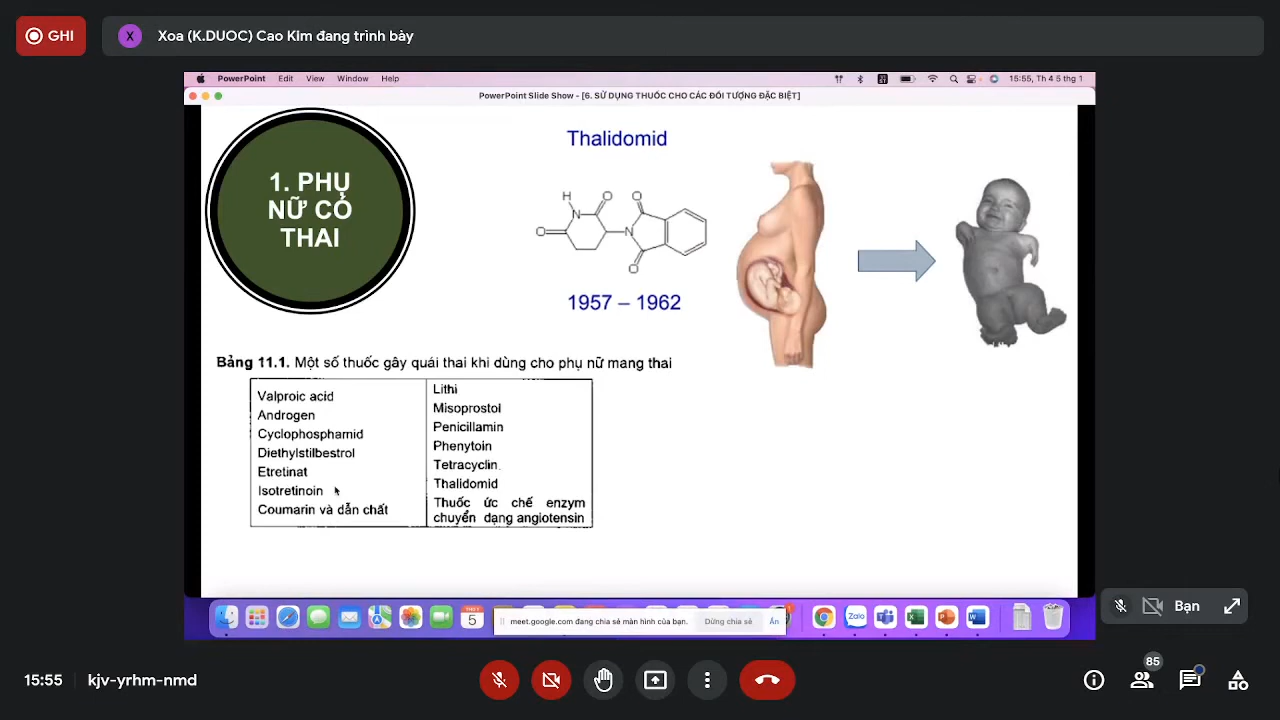 GHI
X
Xoa (K.DUOC) Cao KIm đang trình bày
PowerPoint Edit View Window Help
15:55, Th 4 5 thg 1
PowerPoint Slide Show - [6. SỬ DỤNG THUỐC CHO CÁC ĐỐI TƯỢNG ĐẶC BIỆT]
1. PHỤ
NỮ CÓ
THAI
Thalidomid
H
N
O
O
N
O
O
1957 – 1962
Bảng 11.1. Một số thuốc gây quái thai khi dùng cho phụ nữ mang thai
Valproic acid
Androgen
Cyclophosphamid
Diethylstilbestrol
Etretinat
Isotretinoin
Coumarin và dẫn chất
Lithi
Misoprostol
Penicillamin
Phenytoin
Tetracyclin
Thalidomid
Thuốc ức chế enzym
chuyển dạng angiotensin
5
meet.google.com đang chia sẻ màn hình của bạn.
Dừng chia sẻ
Ẩn
Zalo
Bạn
15:55
kjv-yrhm-nmd
85